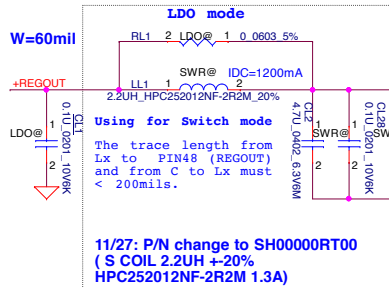 LDO mode
W=60mil
RL1 2 LDO@ 1 0_0603_5%
+REGOUT
LL1 1 SWR@ 2 IDC=1200mA
2.2UH_HPC252012NF-2R2M_20%
LDO@ 1 2 CL1 0.1U_0201_10V6K
Using for Switch mode
The trace length from
Lx to PIN48 (REGOUT)
and from C to Lx must
< 200mils.
1 2 CL2 4.7U_0402_6.3V6M
SWR@ 1 2 CL28 0.1U_0201_10V6K
SW
11/27: P/N change to SH00000RT00
( S COIL 2.2UH +-20%
HPC252012NF-2R2M 1.3A)